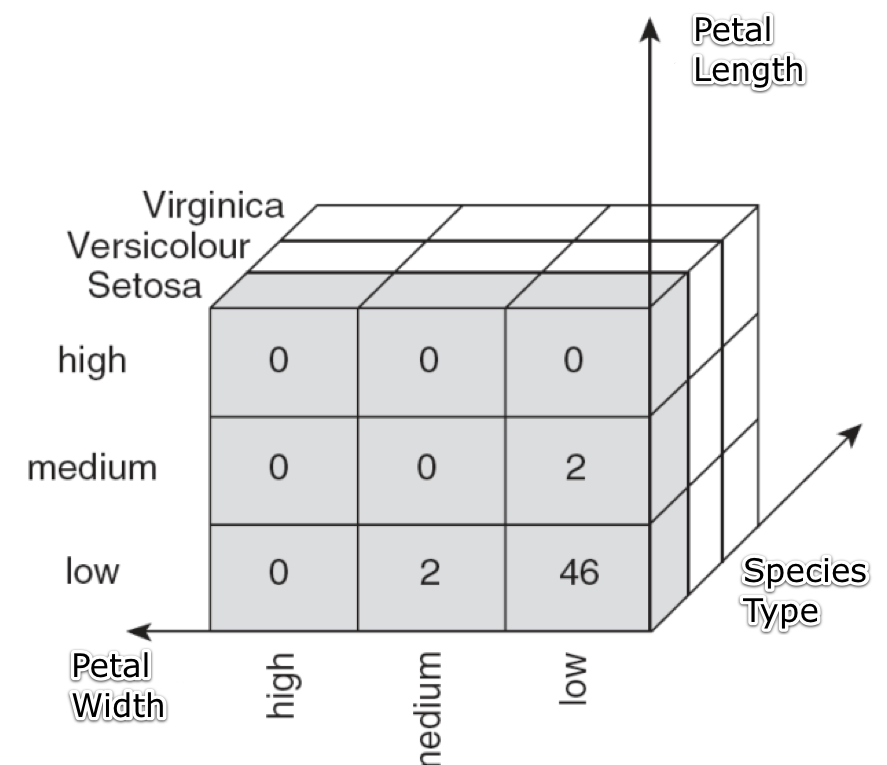 Petal
Length
Virginica
Versicolour
Setosa
high 0 0 0
medium 0 0 2
low 0 2 46
Species
Type
Petal
Width
high
nedium
low